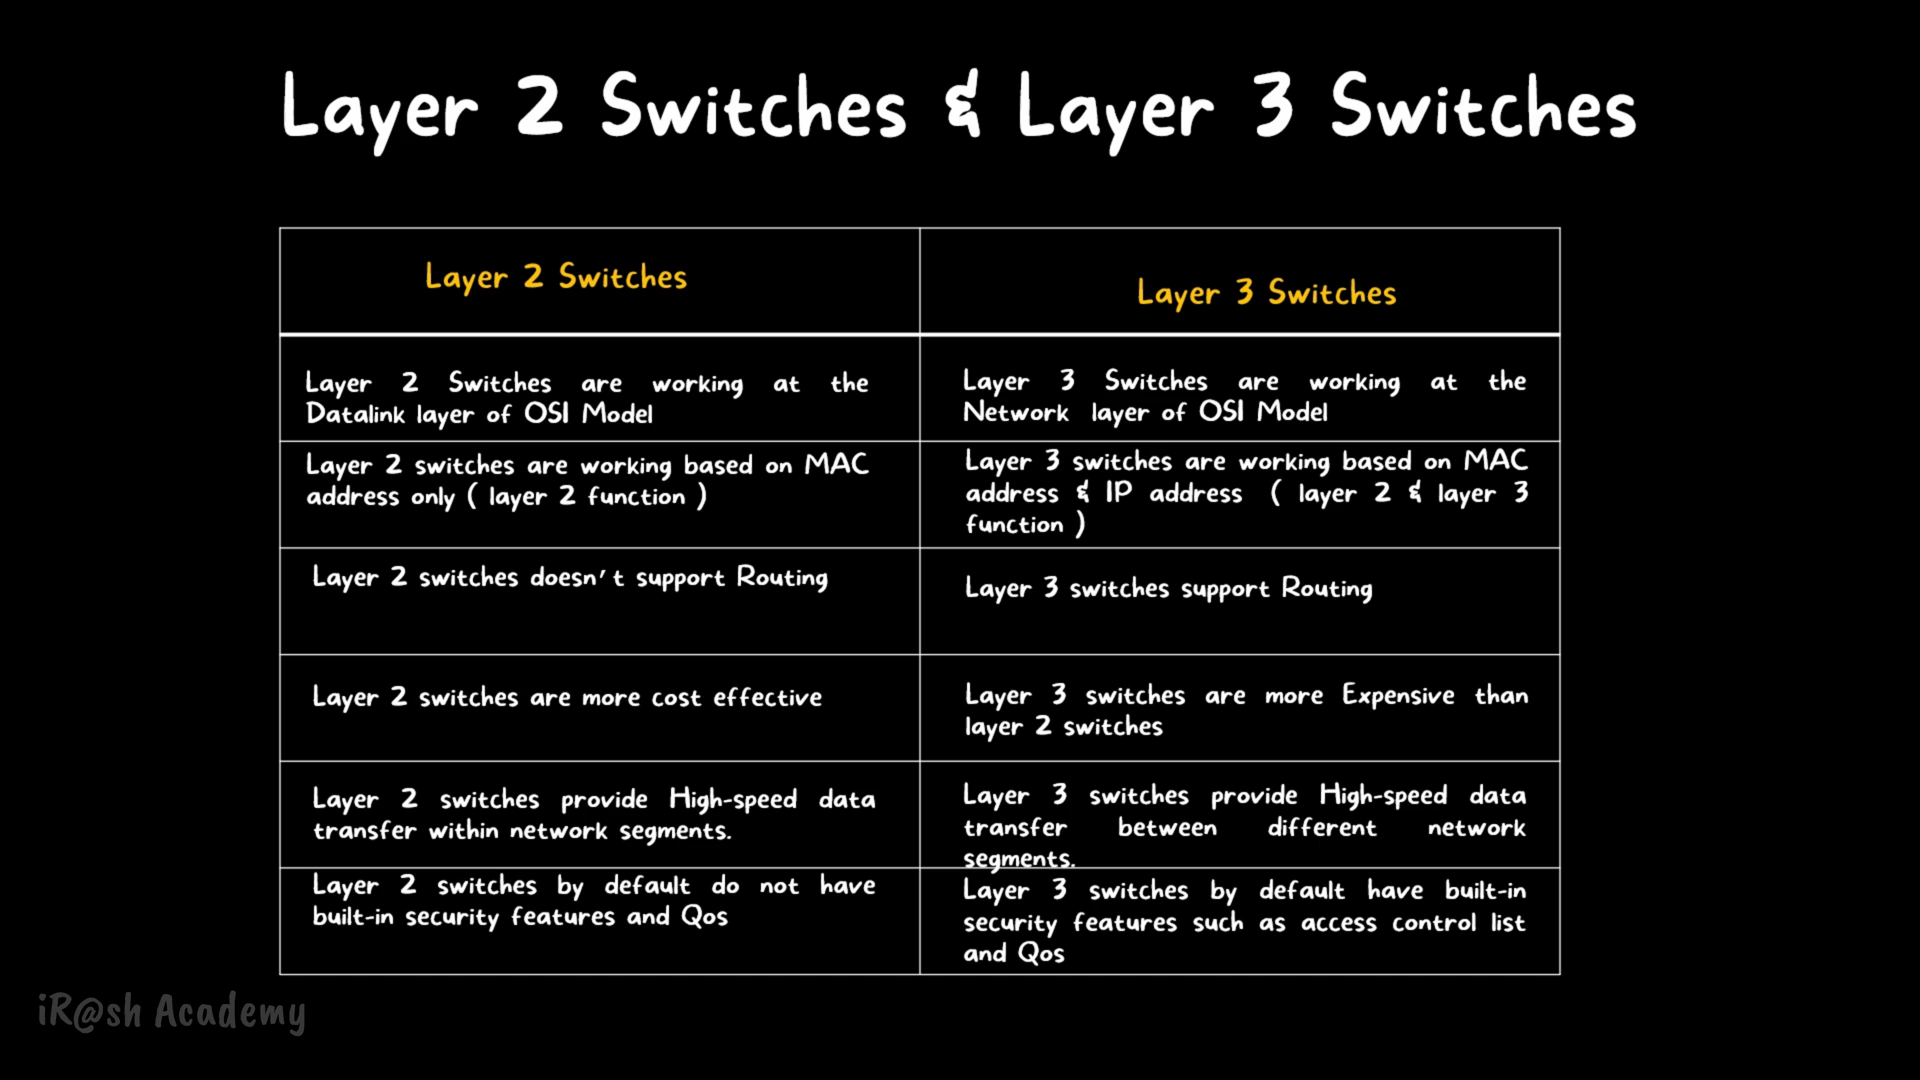 Layer 2 Switches & Layer 3 Switches
Layer 2 Switches
Layer 3 Switches
Layer 2 Switches are working at the
Datalink layer of OSI Model
Layer 3 Switches are working at the
Network layer of OSI Model
Layer 2 switches are working based on MAC
address only ( layer 2 function )
Layer 3 switches are working based on MAC
address & IP address ( layer 2 & layer 3
function )
Layer 2 switches doesn't support Routing
Layer 3 switches support Routing
Layer 2 switches are more cost effective
Layer 3 switches are more Expensive than
layer 2 switches
Layer 2 switches provide High-speed data
transfer within network segments.
Layer 3 switches provide High-speed data
transfer between different network
segments.
Layer 2 switches by default do not have
built-in security features and Qos
Layer 3 switches by default have built-in
security features such as access control list
and Qos
iR@sh Academy